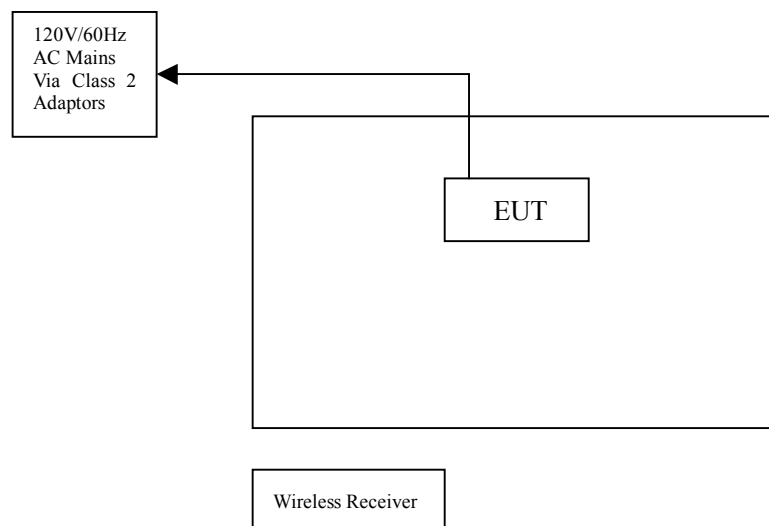 120V/60Hz
AC Mains
Via Class 2
Adaptors
EUT
Wireless Receiver